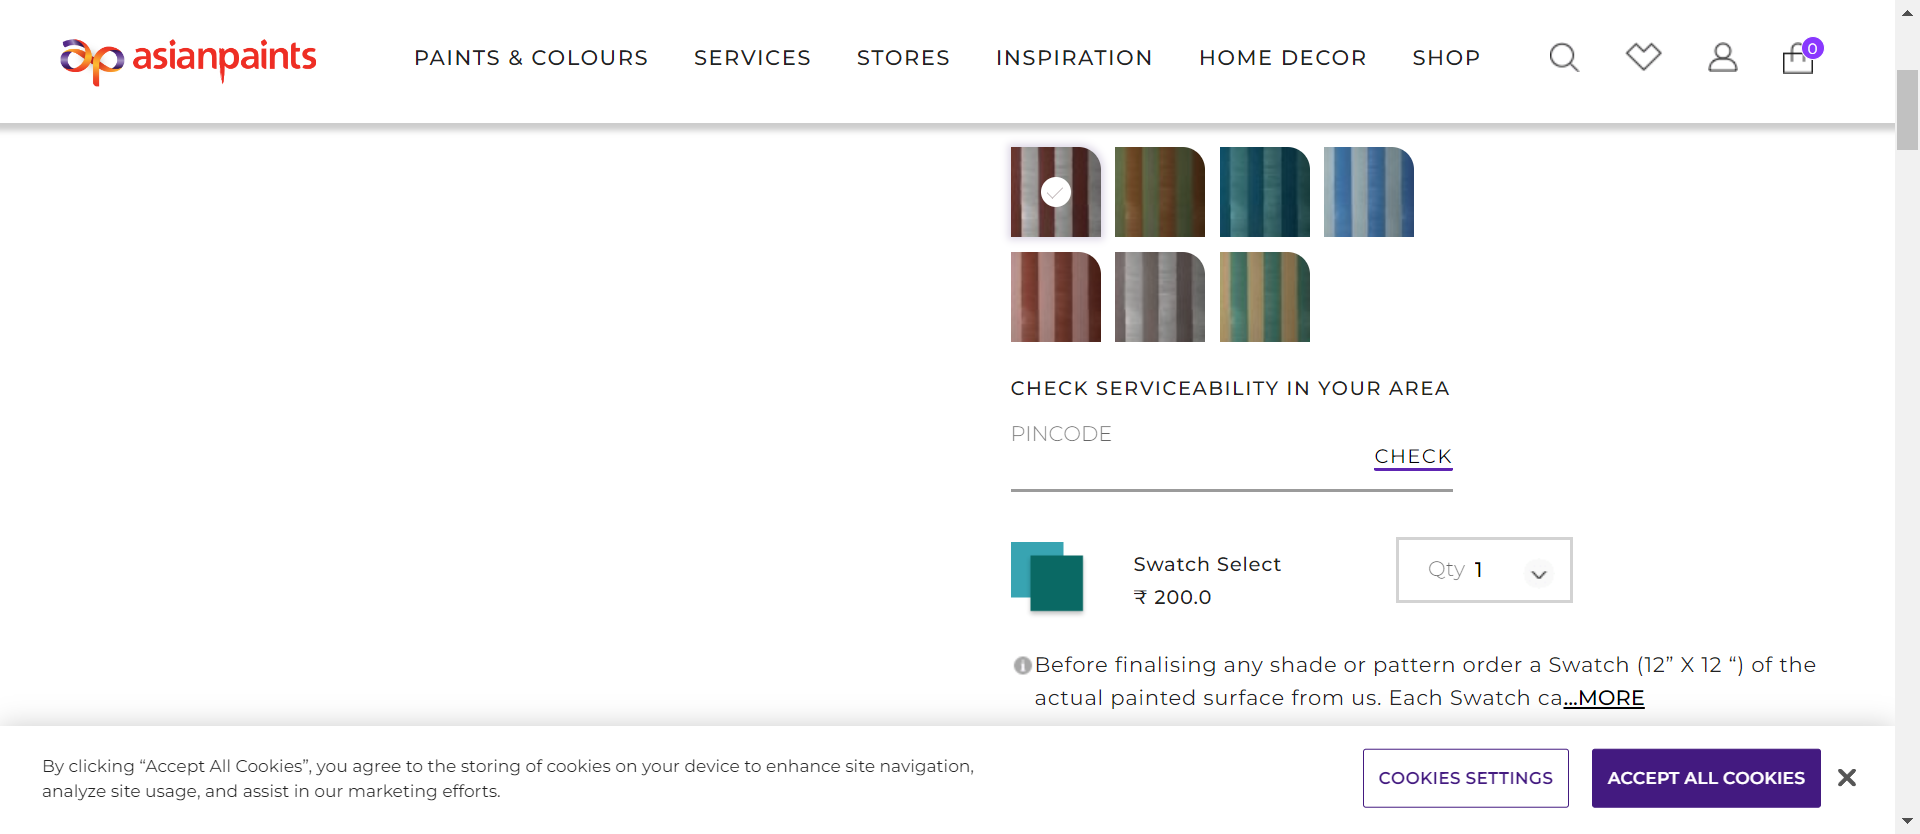 asianpaints
PAINTS & COLOURS SERVICES STORES INSPIRATION HOME DECOR SHOP
0
CHECK SERVICEABILITY IN YOUR AREA
PINCODE
CHECK
Swatch Select
Qty 1
₹ 200.0
Before finalising any shade or pattern order a Swatch (12” X 12 “) of the
actual painted surface from us. Each Swatch ca...MORE
By clicking “Accept All Cookies”, you agree to the storing of cookies on your device to enhance site navigation,
analyze site usage, and assist in our marketing efforts.
COOKIES SETTINGS
ACCEPT ALL COOKIES